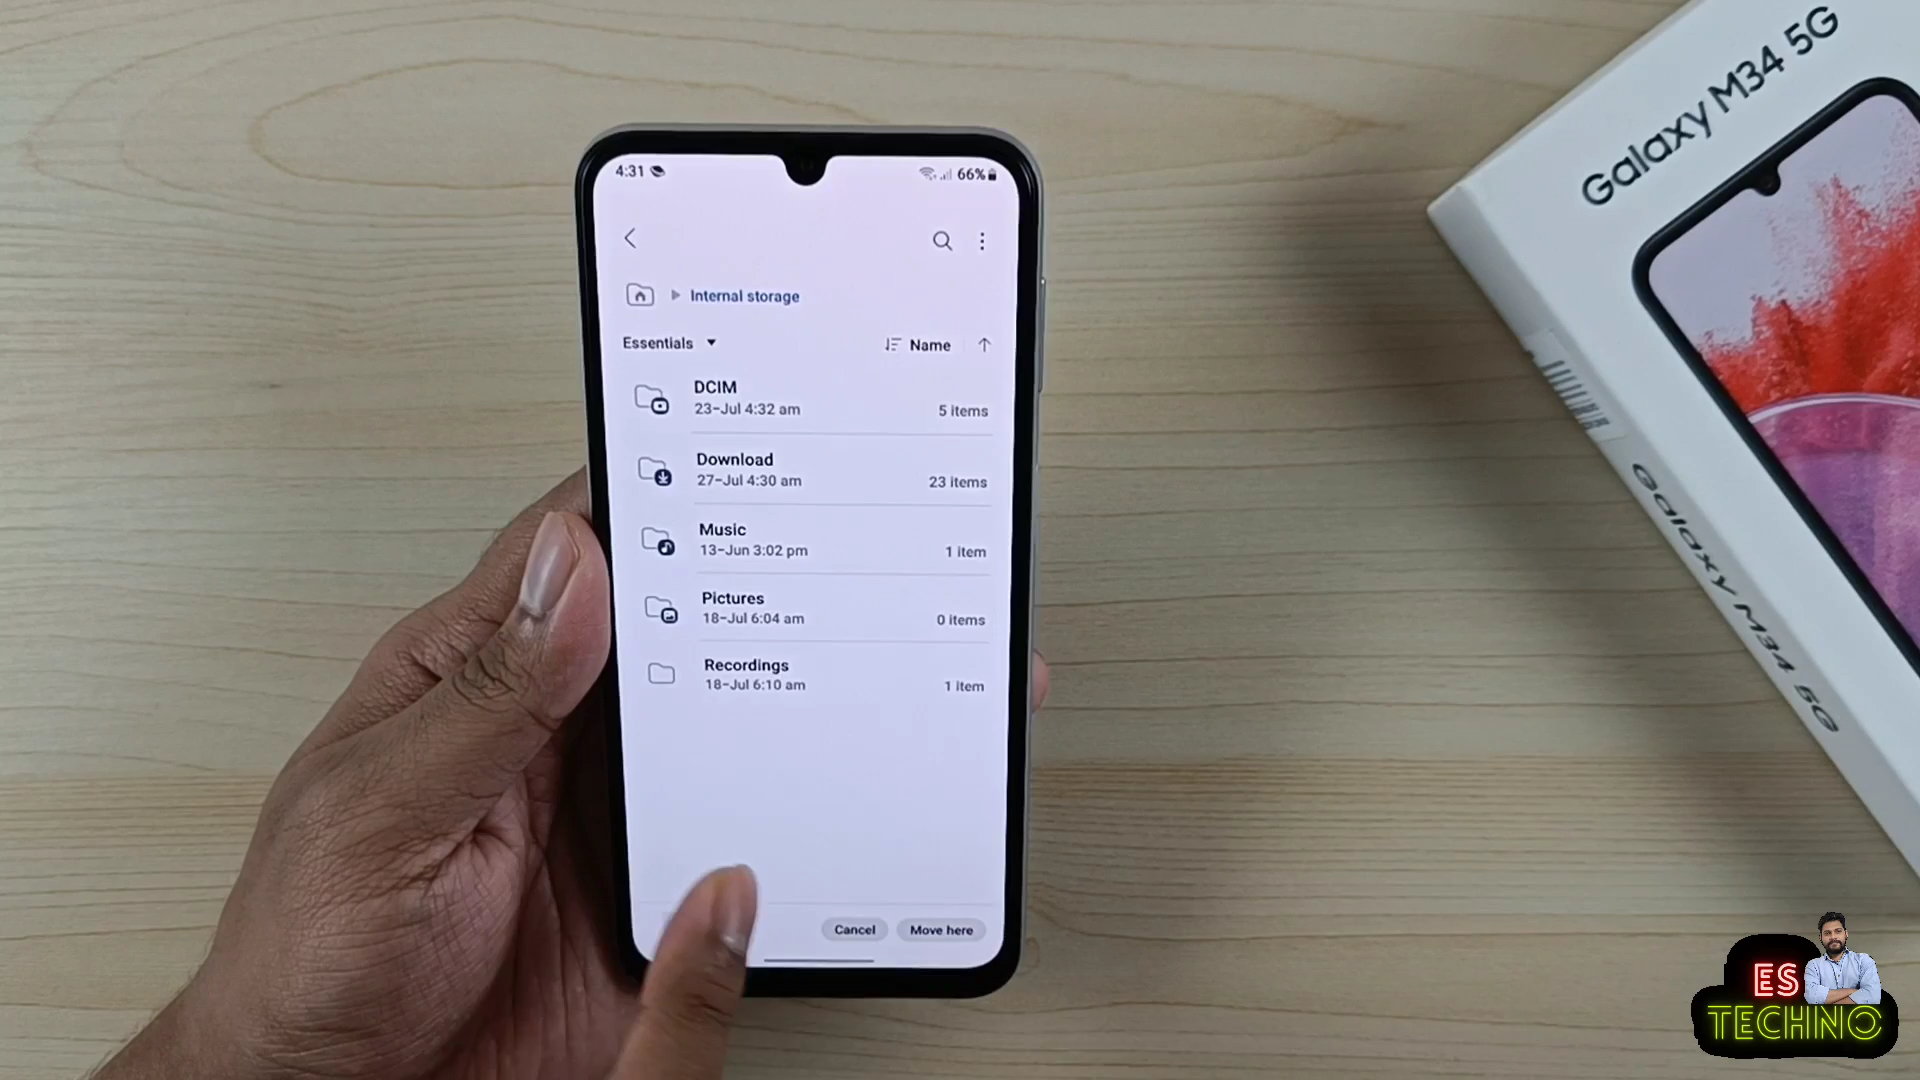 4:31
66%
Internal storage
Essentials
Name
DCIM
23-Jul 4:32 am
5 items
Download
27-Jul 4:30 am
23 items
Music
13-Jun 3:02 pm
1 item
Pictures
18-Jul 6:04 am
0 items
Recordings
18-Jul 6:10 am
1 item
Cancel
Move here
Galaxy M34 5G
Galaxy M34 5G
ES
TECHNO